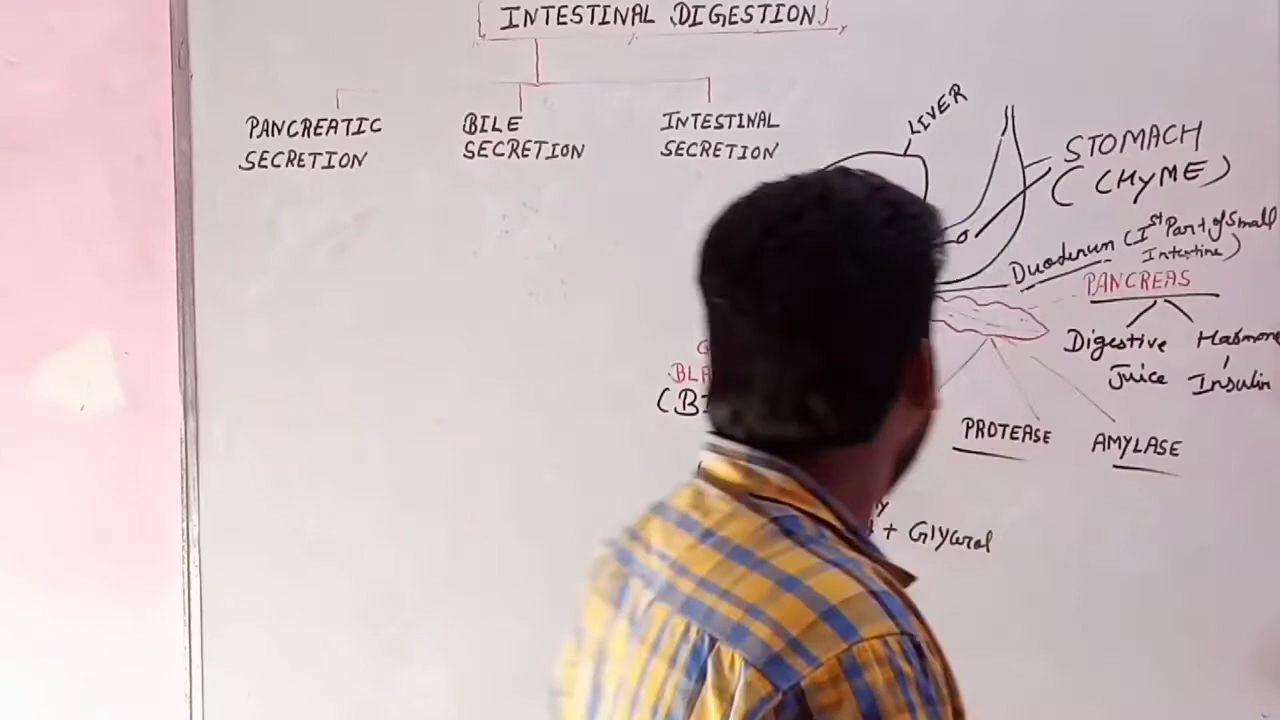 INTESTINAL DIGESTION
PANCREATIC
SECRETION
BILE
SECRETION
INTESTINAL
SECRETION
LIVER
STOMACH
(CHYME)
Duodenum (Ist Part of Small
Intestine)
PANCREAS
Digestive
Juice
Hormone
Insulin
PROTEASE
AMYLASE
+ Glycerol